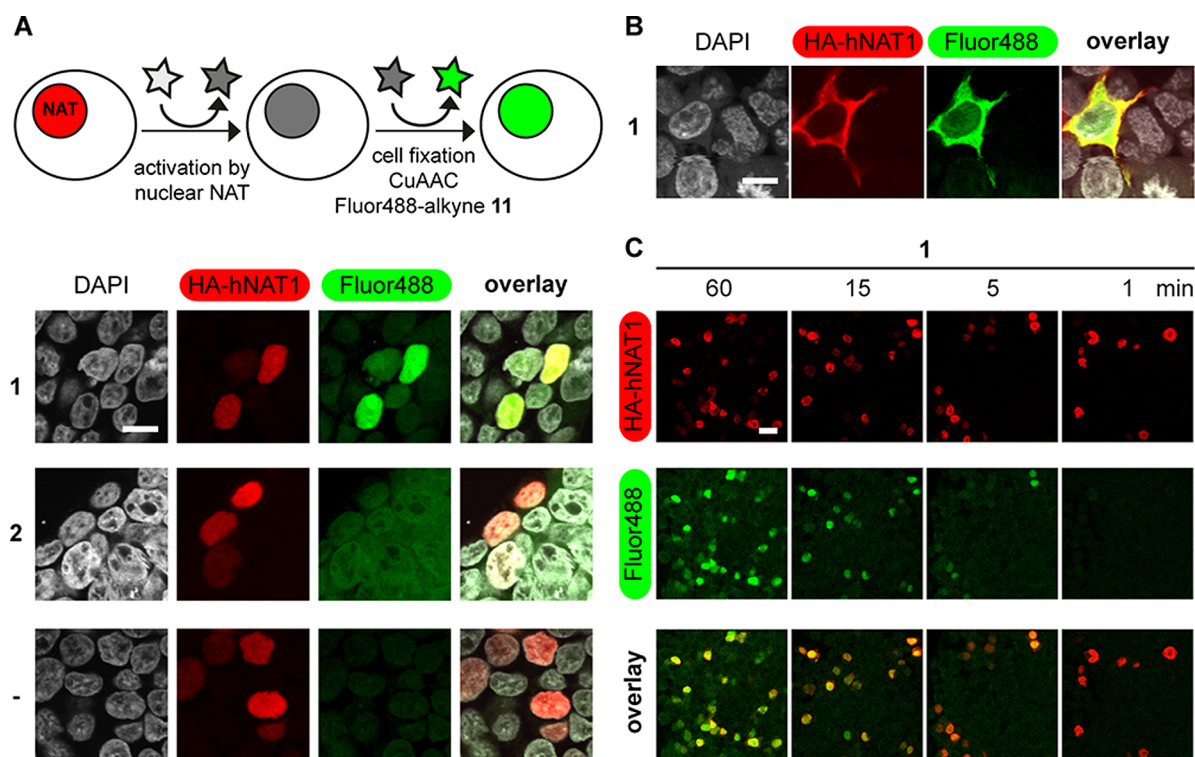 A
NAT
activation by
nuclear NAT
cell fixation
CuAAC
Fluor488-alkyne 11
DAPI HA-hNAT1 Fluor488 overlay
1
2
-
B
DAPI HA-hNAT1 Fluor488 overlay
1
C
1
60 15 5 1 min
HA-hNAT1
Fluor488
overlay